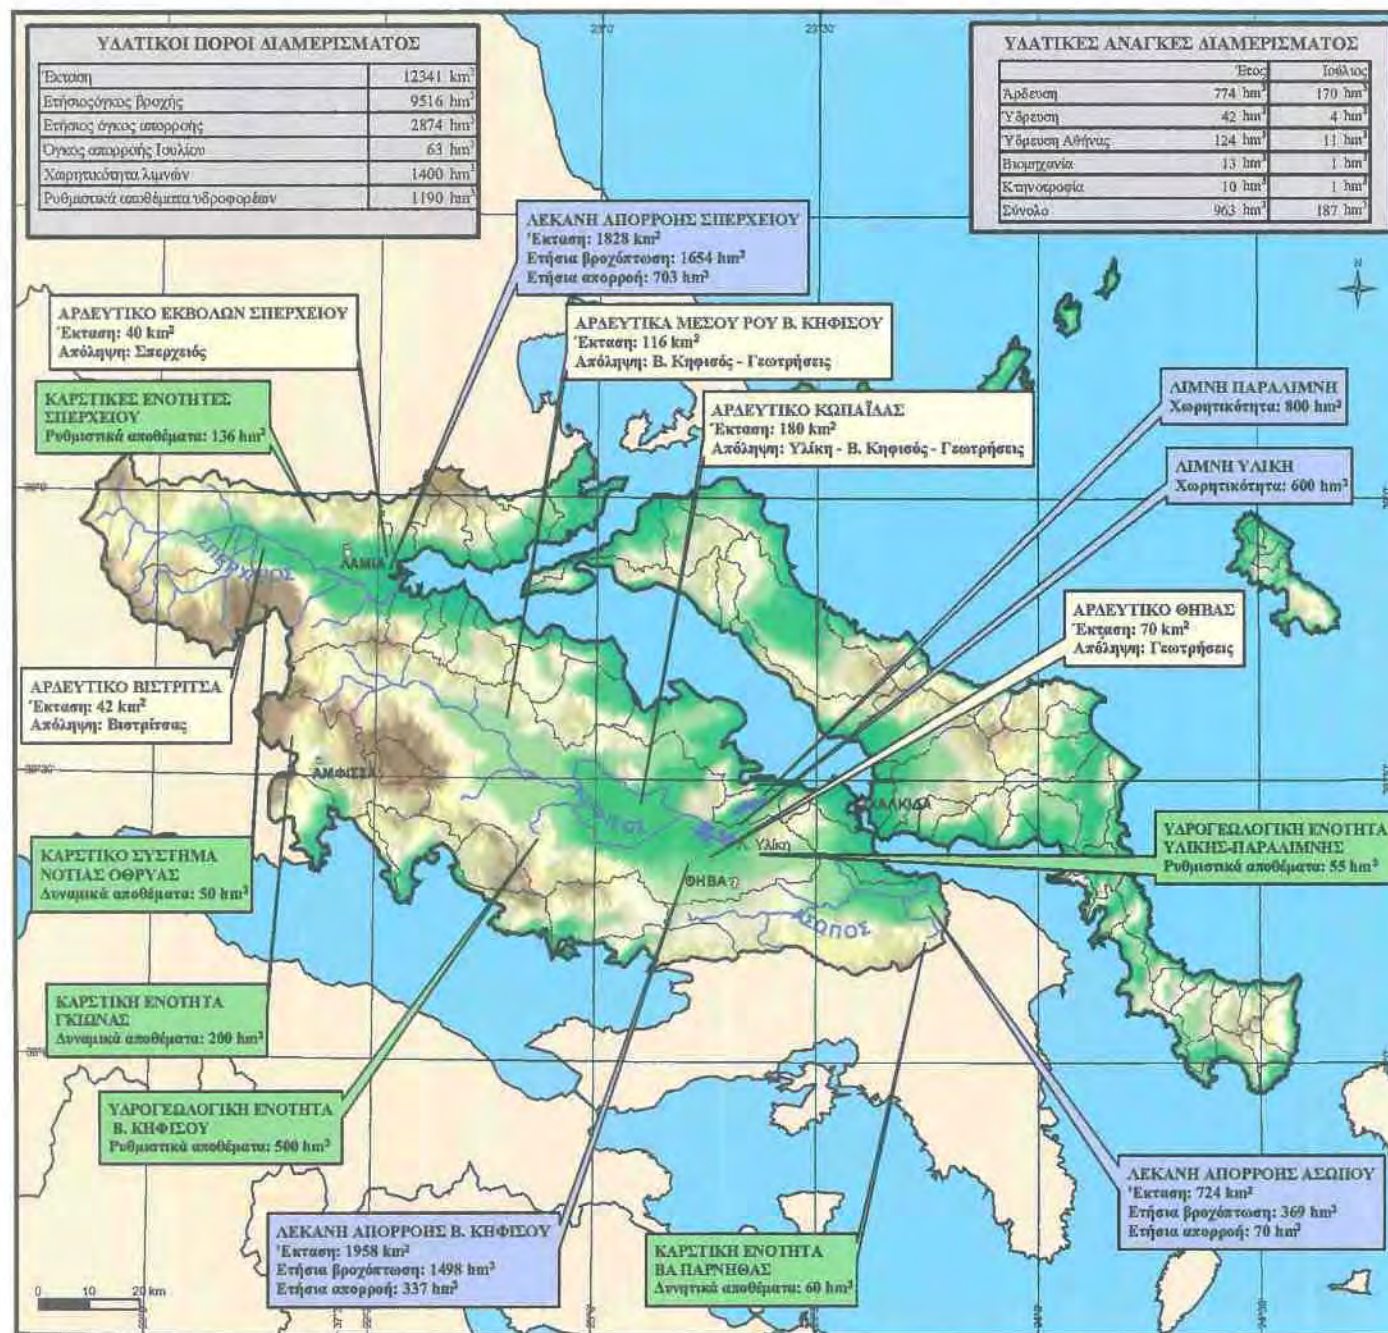 ΥΔΑΤΙΚΟΙ ΠΟΡΟΙ ΔΙΑΜΕΡΙΣΜΑΤΟΣ
Έκταση 12341 km²
Ετήσιος όγκος βροχής 9516 hm³
Ετήσιος όγκος απορροής 2874 hm³
Όγκος απορροής Ιουλίου 63 hm³
Χωρητικότητα λιμνών 1400 hm³
Ρυθμιστικά αποθέματα υδροφορέων 1190 hm³
ΥΔΑΤΙΚΕΣ ΑΝΑΓΚΕΣ ΔΙΑΜΕΡΙΣΜΑΤΟΣ
Έτος Ιούλιος
Άρδευση 774 hm³ 170 hm³
Ύδρευση 42 hm³ 4 hm³
Ύδρευση Αθήνας 124 hm³ 11 hm³
Βιομηχανία 13 hm³ 1 hm³
Κτηνοτροφία 10 hm³ 1 hm³
Σύνολο 963 hm³ 187 hm³
N
ΛΕΚΑΝΗ ΑΠΟΡΡΟΗΣ ΣΠΕΡΧΕΙΟΥ
Έκταση: 1828 km²
Ετήσια βροχόπτωση: 1654 hm³
Ετήσια απορροή: 703 hm³
ΑΡΔΕΥΤΙΚΟ ΕΚΒΟΛΩΝ ΣΠΕΡΧΕΙΟΥ
Έκταση: 40 km²
Απόληψη: Σπερχειός
ΑΡΔΕΥΤΙΚΑ ΜΕΣΟΥ ΡΟΥ Β. ΚΗΦΙΣΟΥ
Έκταση: 116 km²
Απόληψη: Β. Κηφισός - Γεωτρήσεις
ΚΑΡΣΤΙΚΕΣ ΕΝΟΤΗΤΕΣ
ΣΠΕΡΧΕΙΟΥ
Ρυθμιστικά αποθέματα: 136 hm³
ΑΡΔΕΥΤΙΚΟ ΚΩΠΑΪΔΑΣ
Έκταση: 180 km²
Απόληψη: Υλίκη - Β. Κηφισός - Γεωτρήσεις
ΛΙΜΝΗ ΠΑΡΑΛΙΜΝΗ
Χωρητικότητα: 800 hm³
ΛΙΜΝΗ ΥΛΙΚΗ
Χωρητικότητα: 600 hm³
ΣΠΕΡΧΕΙΟΣ
ΛΑΜΙΑ
ΑΡΔΕΥΤΙΚΟ ΘΗΒΑΣ
Έκταση: 70 km²
Απόληψη: Γεωτρήσεις
ΑΡΔΕΥΤΙΚΟ ΒΙΣΤΡΙΤΣΑ
Έκταση: 42 km²
Απόληψη: Βιστρίτσας
ΑΜΦΙΣΣΑ
ΧΑΛΚΙΔΑ
Υλίκη
ΘΗΒΑ
ΑΣΩΠΟΣ
ΥΔΡΟΓΕΩΛΟΓΙΚΗ ΕΝΟΤΗΤΑ
ΥΛΙΚΗΣ-ΠΑΡΑΛΙΜΝΗΣ
Ρυθμιστικά αποθέματα: 55 hm³
ΚΑΡΣΤΙΚΟ ΣΥΣΤΗΜΑ
ΝΟΤΙΑΣ ΟΘΡΥΑΣ
Δυναμικά αποθέματα: 50 hm³
ΚΑΡΣΤΙΚΗ ΕΝΟΤΗΤΑ
ΓΚΙΩΝΑΣ
Δυναμικά αποθέματα: 200 hm³
ΥΔΡΟΓΕΩΛΟΓΙΚΗ ΕΝΟΤΗΤΑ
Β. ΚΗΦΙΣΟΥ
Ρυθμιστικά αποθέματα: 500 hm³
ΛΕΚΑΝΗ ΑΠΟΡΡΟΗΣ Β. ΚΗΦΙΣΟΥ
Έκταση: 1958 km²
Ετήσια βροχόπτωση: 1498 hm³
Ετήσια απορροή: 337 hm³
ΚΑΡΣΤΙΚΗ ΕΝΟΤΗΤΑ
ΒΑ ΠΑΡΝΗΘΑΣ
Δυνητικά αποθέματα: 60 hm³
ΛΕΚΑΝΗ ΑΠΟΡΡΟΗΣ ΑΣΩΠΟΥ
Έκταση: 724 km²
Ετήσια βροχόπτωση: 369 hm³
Ετήσια απορροή: 70 hm³
0 10 20 km